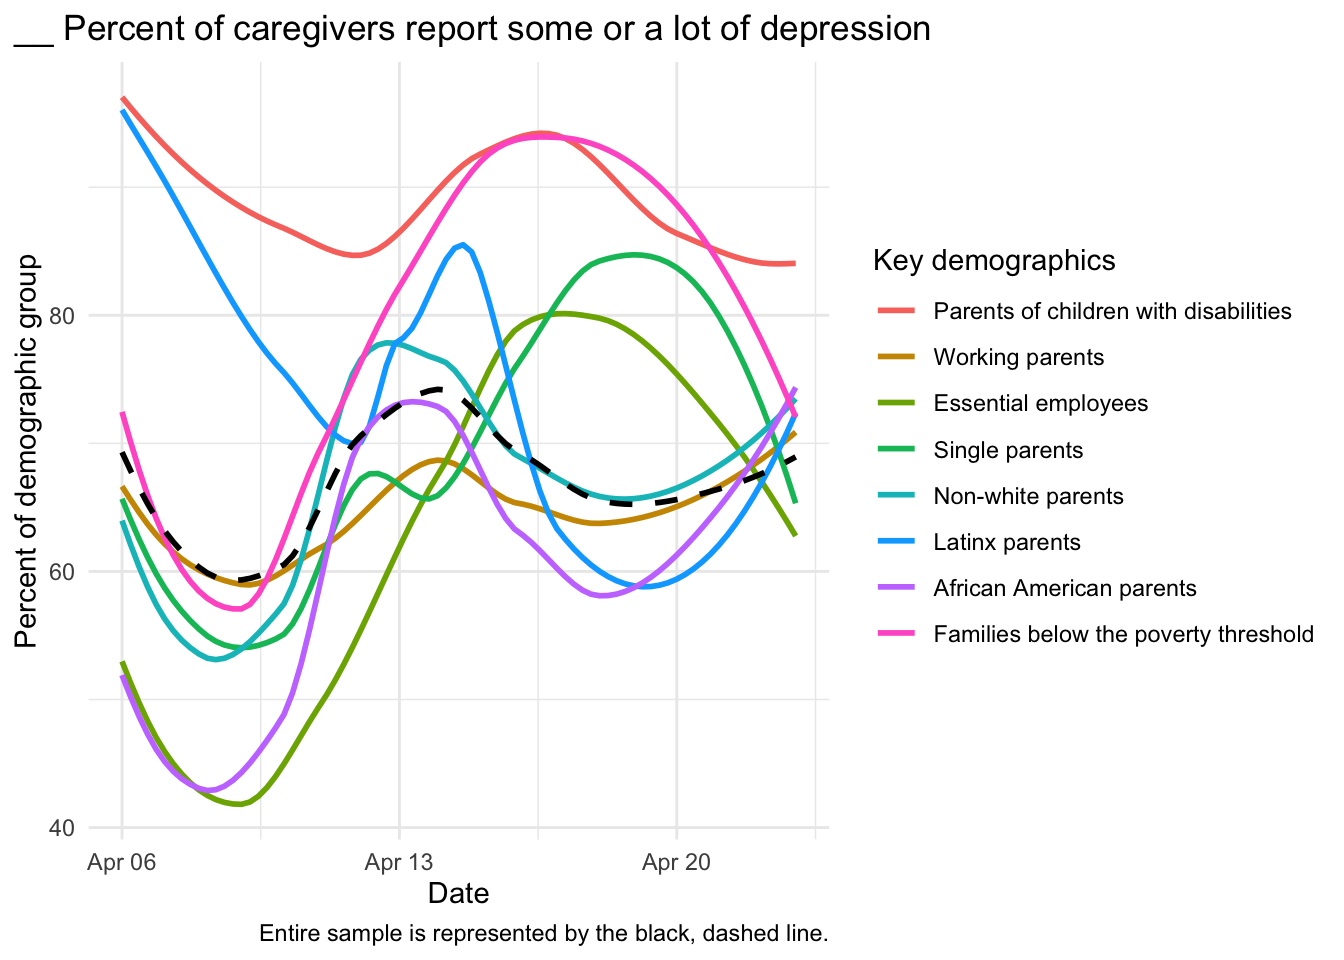 __ Percent of caregivers report some or a lot of depression
Percent of demographic group
80
60
40
Apr 06
Apr 13
Apr 20
Date
Key demographics
Parents of children with disabilities
Working parents
Essential employees
Single parents
Non-white parents
Latinx parents
African American parents
Families below the poverty threshold
Entire sample is represented by the black, dashed line.